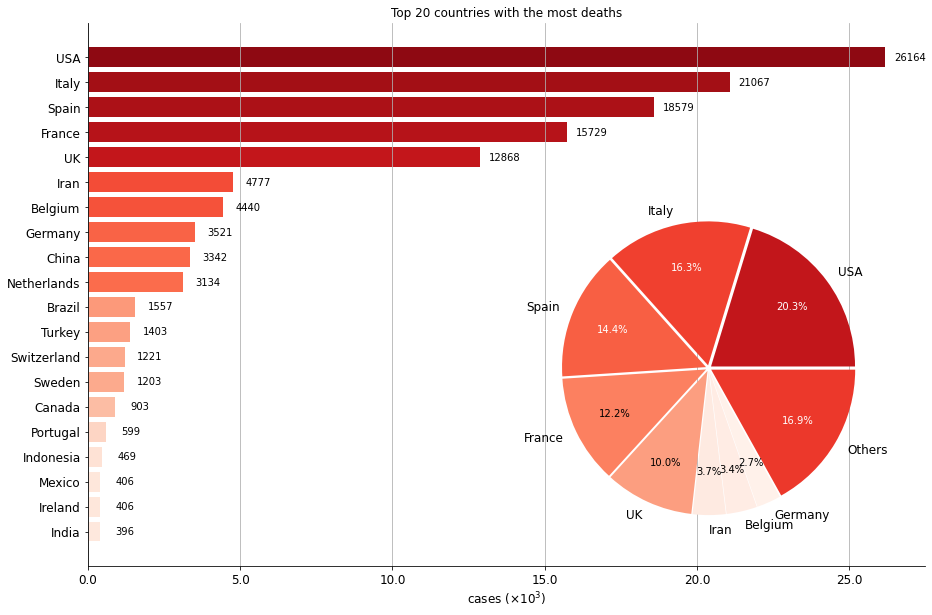 Top 20 countries with the most deaths
USA 26164
Italy 21067
Spain 18579
France 15729
UK 12868
Iran 4777
Belgium 4440
Germany 3521
China 3342
Netherlands 3134
Brazil 1557
Turkey 1403
Switzerland 1221
Sweden 1203
Canada 903
Portugal 599
Indonesia 469
Mexico 406
Ireland 406
India 396
0.0 5.0 10.0 15.0 20.0 25.0
cases (×10³)
Italy
16.3%
USA
20.3%
Spain
14.4%
France
12.2%
Others
16.9%
UK
10.0%
Iran
3.7%
Belgium
3.4%
Germany
2.7%